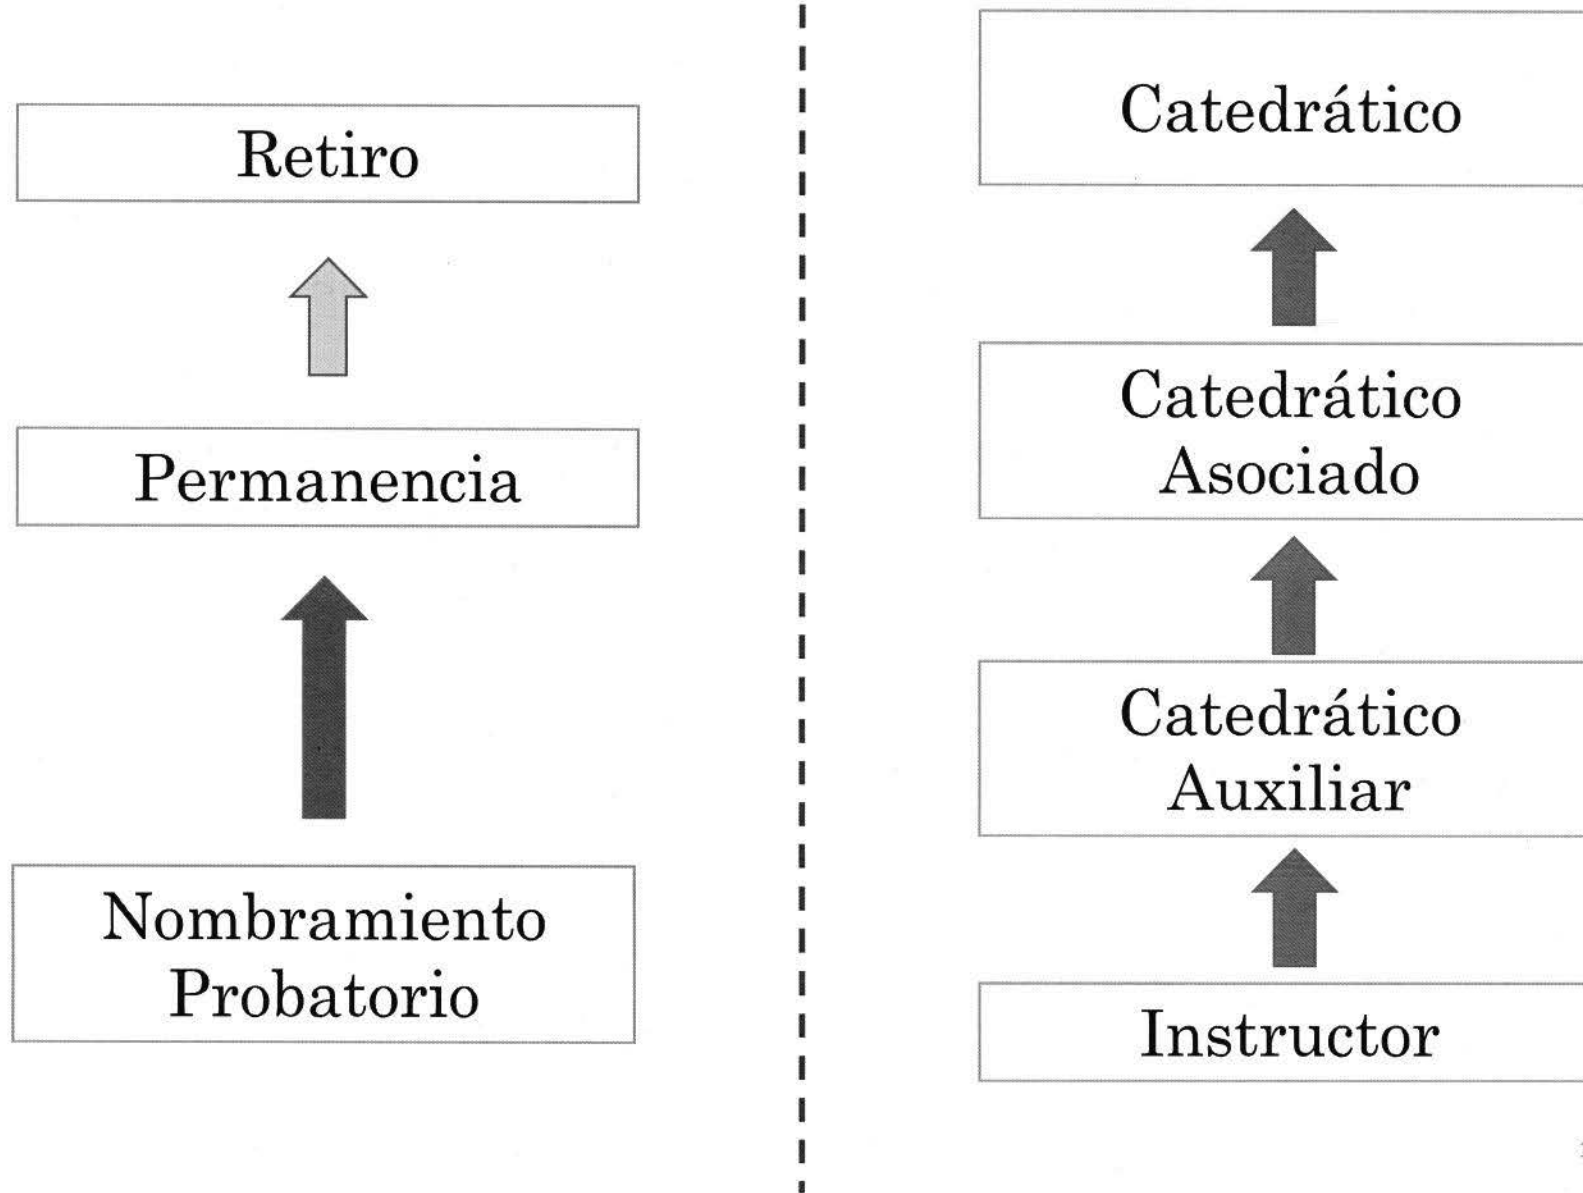 Retiro
Permanencia
Nombramiento
Probatorio
Catedrático
Catedrático
Asociado
Catedrático
Auxiliar
Instructor